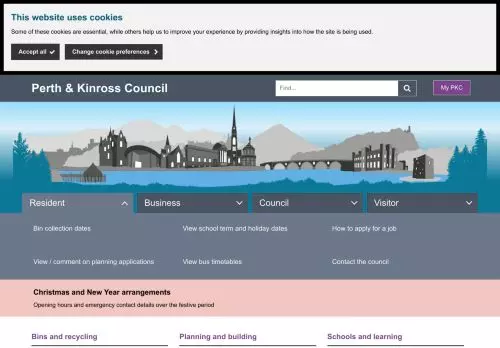 This website uses cookies
Some of these cookies are essential, while others help us to improve your experience by providing insights into how the site is being used.
Accept all
Change cookie preferences
Perth & Kinross Council
Find...
My PKC
Resident
Business
Council
Visitor
Bin collection dates
View school term and holiday dates
How to apply for a job
View / comment on planning applications
View bus timetables
Contact the council
Christmas and New Year arrangements
Opening hours and emergency contact details over the festive period
Bins and recycling
Planning and building
Schools and learning